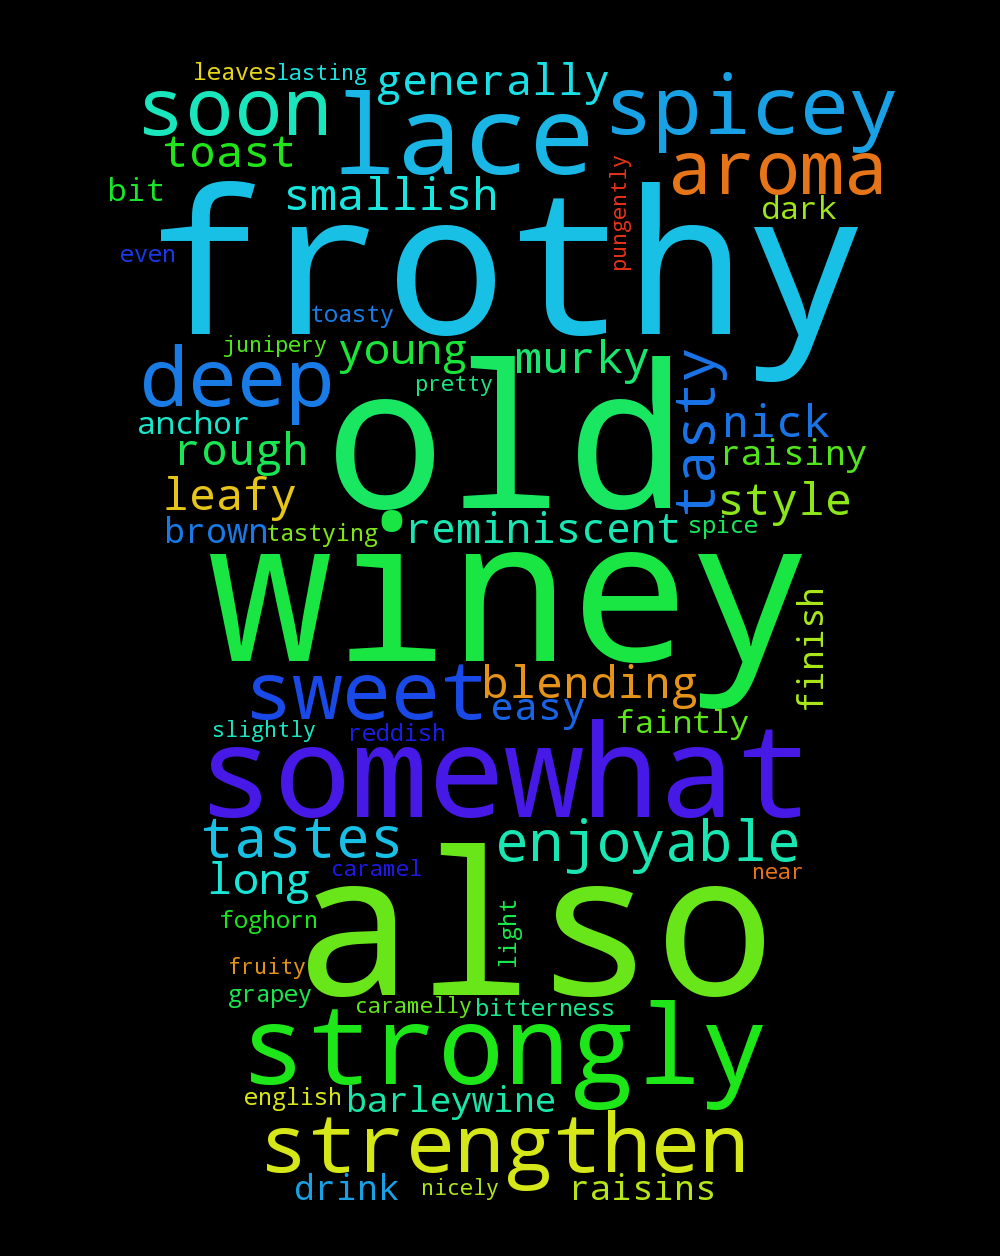 leaves lasting
soon lace generally spicey
toast aroma
bit smallish pungently dark
frothy
even
toasty
junipery young murky
deep pretty tasty
anchor old nick
rough raisiny
leafy style
brown tastying reminiscent spice
winey finish
sweet blending
easy
slightly reddish faintly
somewhat
tastes enjoyable
long caramel near
foghorn also light
fruity
grapey
caramelly bitterness
strongly
english barleywine
strengthen
drink nicely raisins